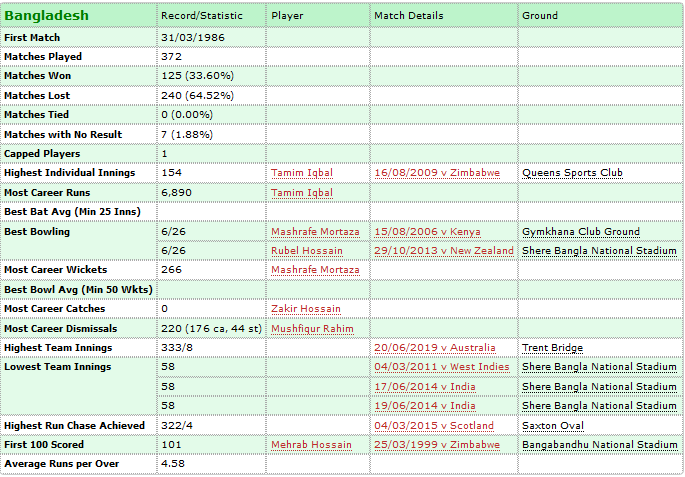 Bangladesh Record/Statistic Player Match Details Ground
First Match 31/03/1986
Matches Played 372
Matches Won 125 (33.60%)
Matches Lost 240 (64.52%)
Matches Tied 0 (0.00%)
Matches with No Result 7 (1.88%)
Capped Players 1
Highest Individual Innings 154 Tamim Iqbal 16/08/2009 v Zimbabwe Queens Sports Club
Most Career Runs 6,890 Tamim Iqbal
Best Bat Avg (Min 25 Inns)
Best Bowling 6/26 Mashrafe Mortaza 15/08/2006 v Kenya Gymkhana Club Ground
6/26 Rubel Hossain 29/10/2013 v New Zealand Shere Bangla National Stadium
Most Career Wickets 266 Mashrafe Mortaza
Best Bowl Avg (Min 50 Wkts)
Most Career Catches 0 Zakir Hossain
Most Career Dismissals 220 (176 ca, 44 st) Mushfiqur Rahim
Highest Team Innings 333/8 20/06/2019 v Australia Trent Bridge
Lowest Team Innings 58 04/03/2011 v West Indies Shere Bangla National Stadium
58 17/06/2014 v India Shere Bangla National Stadium
58 19/06/2014 v India Shere Bangla National Stadium
Highest Run Chase Achieved 322/4 04/03/2015 v Scotland Saxton Oval
First 100 Scored 101 Mehrab Hossain 25/03/1999 v Zimbabwe Bangabandhu National Stadium
Average Runs per Over 4.58